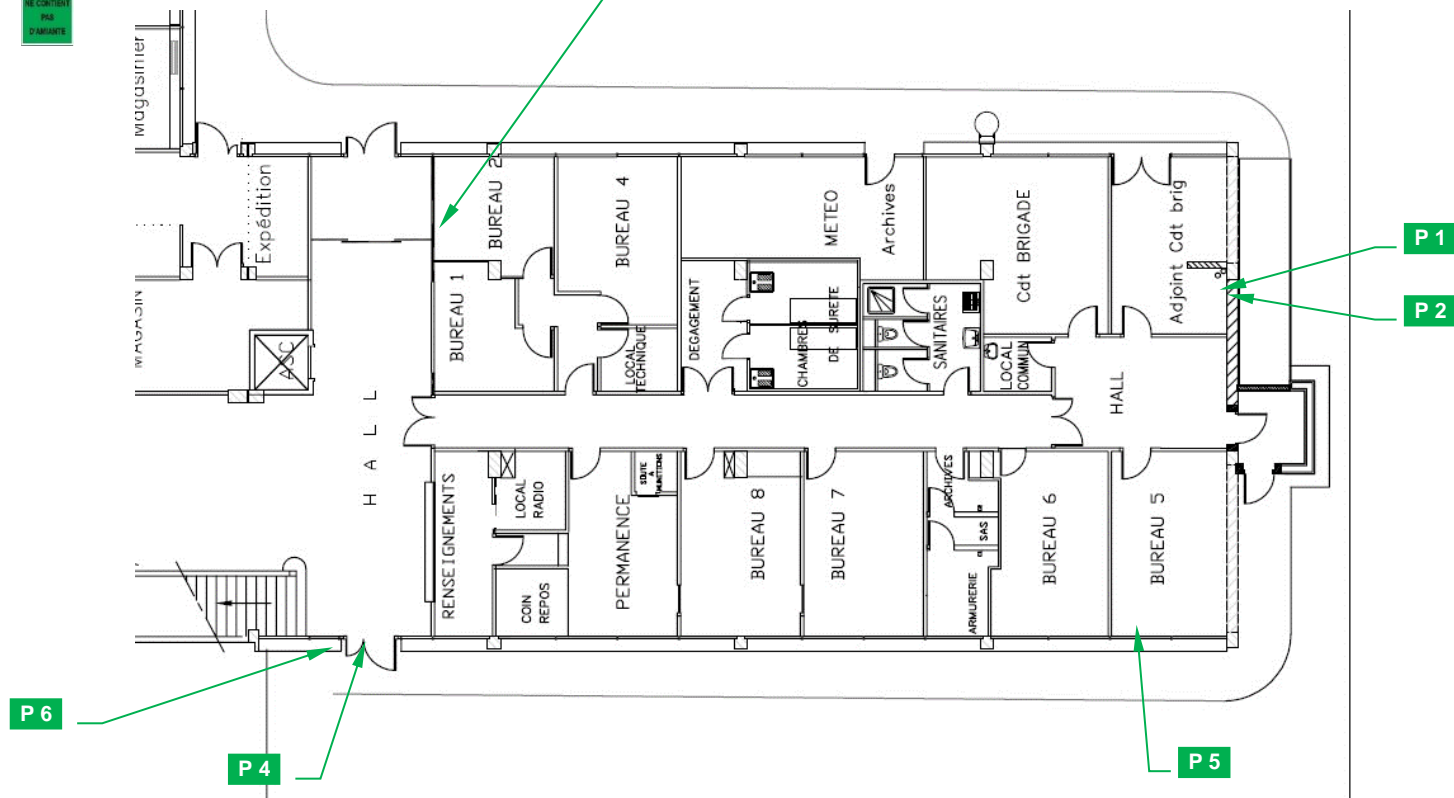 NE CONTIENT
PAS
D'AMIANTE
Magasinier
Expédition
MAGASIN
ASC
HALL
BUREAU 2
BUREAU 1
BUREAU 4
LOCAL
TECHNIQUE
DEGAGEMENT
METEO
Archives
CHAMBRES
DE SURETE
SANITAIRES
Cdt BRIGADE
LOCAL
COMMUN
Adjoint Cdt brig
HALL
P 1
P 2
RENSEIGNEMENTS
LOCAL
RADIO
COIN
REPOS
PERMANENCE
SOUTE
A
MUNITIONS
BUREAU 8
BUREAU 7
ARCHIVES
SAS
ARMURERIE
BUREAU 6
BUREAU 5
P 6
P 4
P 5